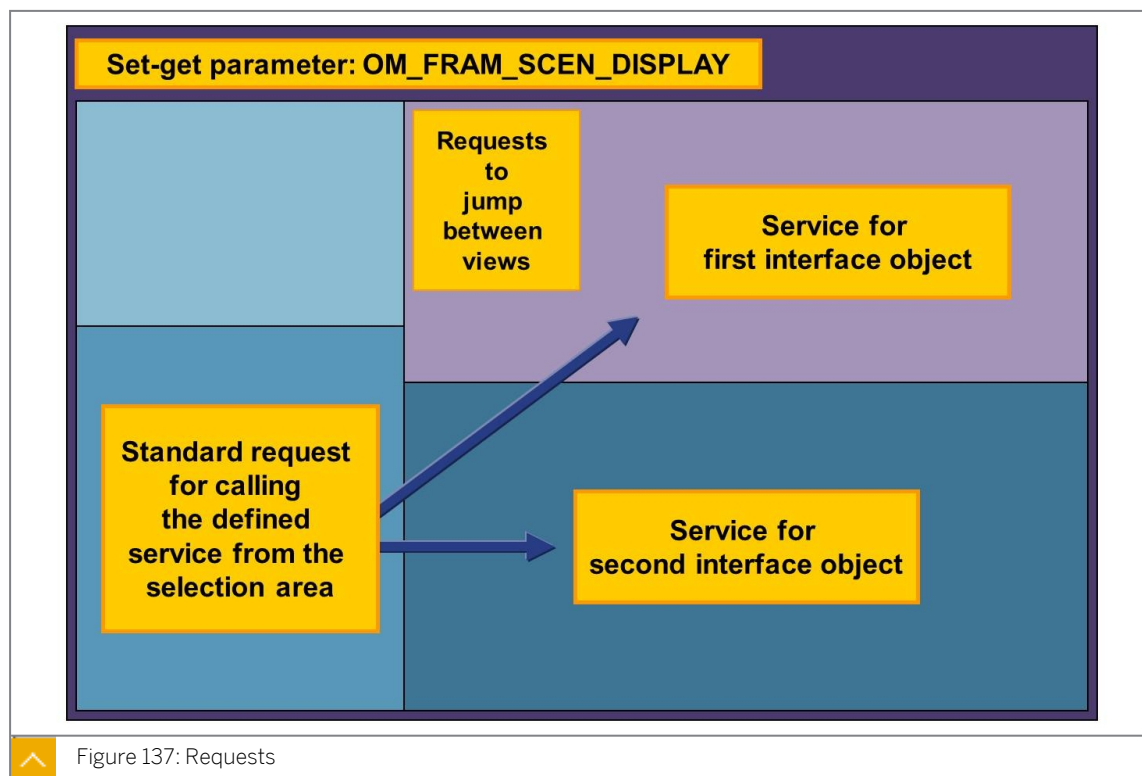 Set-get parameter: OM_FRAM_SCEN_DISPLAY
Requests
to
jump
between
views
Service for
first interface object
Standard request
for calling
the defined
service from the
selection area
Service for
second interface object
Figure 137: Requests